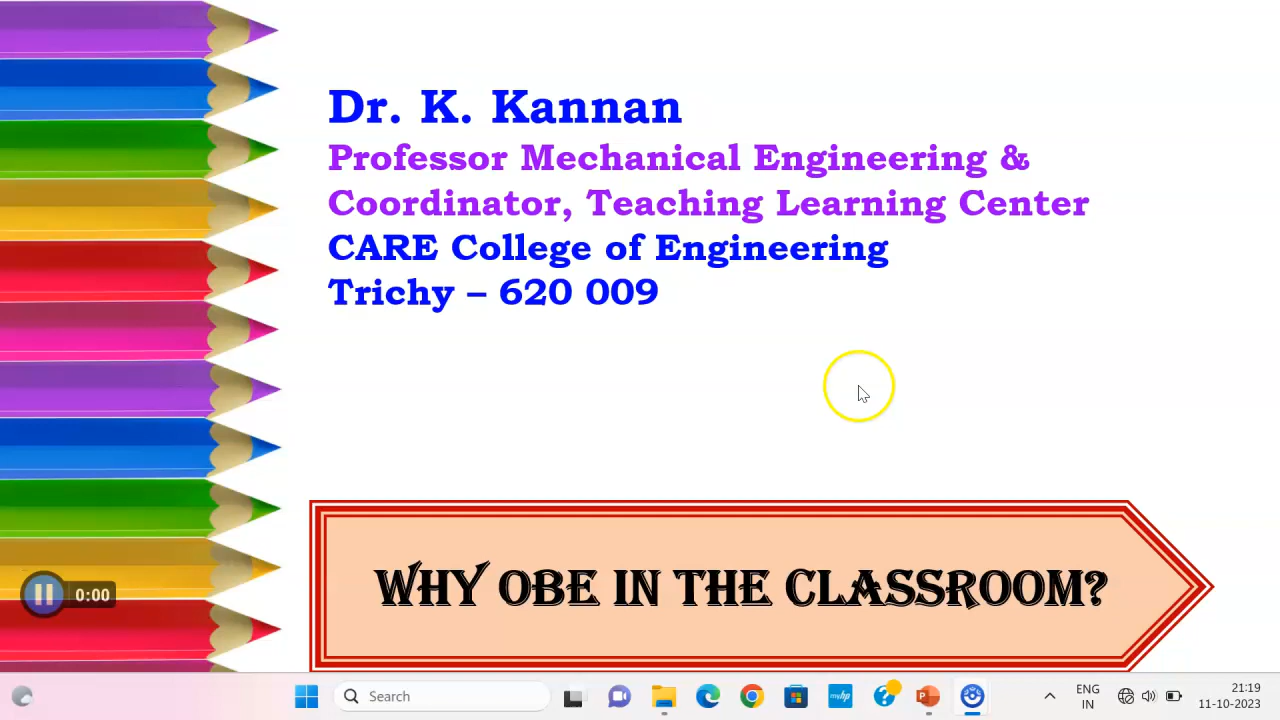 Dr. K. Kannan
Professor Mechanical Engineering &
Coordinator, Teaching Learning Center
CARE College of Engineering
Trichy – 620 009
WHY OBE IN THE CLASSROOM?
0:00
Search
myhp
ENG
IN
21:19
11-10-2023